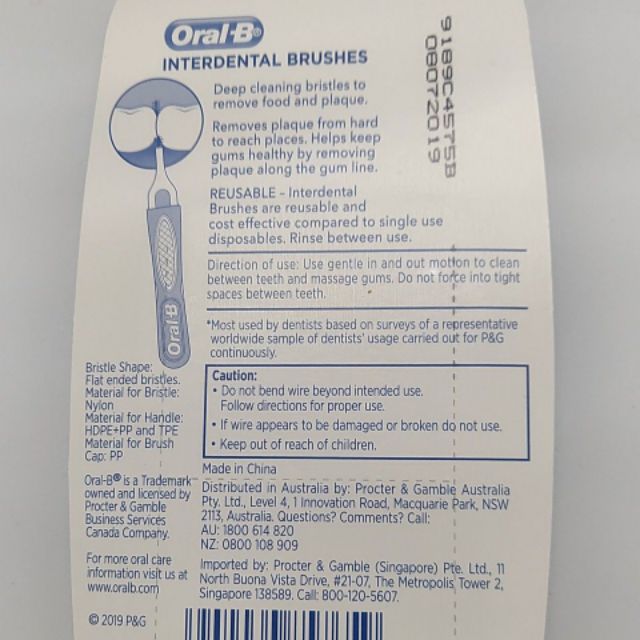 Oral-B®
INTERDENTAL BRUSHES
Deep cleaning bristles to
remove food and plaque.
Removes plaque from hard
to reach places. Helps keep
gums healthy by removing
plaque along the gum line.
REUSABLE - Interdental
Brushes are reusable and
cost effective compared to single use
disposables. Rinse between use.
9189C4575B
08072019
Oral-B
Direction of use: Use gentle in and out motion to clean
between teeth and massage gums. Do not force into tight
spaces between teeth.
*Most used by dentists based on surveys of a representative
worldwide sample of dentists' usage carried out for P&G
continuously.
Bristle Shape:
Flat ended bristles.
Material for Bristle:
Nylon
Material for Handle:
HDPE+PP and TPE
Material for Brush
Cap: PP
Caution:
• Do not bend wire beyond intended use.
Follow directions for proper use.
• If wire appears to be damaged or broken do not use.
• Keep out of reach of children.
Made in China
Oral-B® is a Trademark
owned and licensed by
Procter & Gamble
Business Services
Canada Company.
For more oral care
information visit us at
www.oralb.com
© 2019 P&G
Distributed in Australia by: Procter & Gamble Australia
Pty. Ltd., Level 4, 1 Innovation Road, Macquarie Park, NSW
2113, Australia. Questions? Comments? Call:
AU: 1800 614 820
NZ: 0800 108 909
Imported by: Procter & Gamble (Singapore) Pte. Ltd., 11
North Buona Vista Drive, #21-07, The Metropolis Tower 2,
Singapore 138589. Call: 800-120-5607.